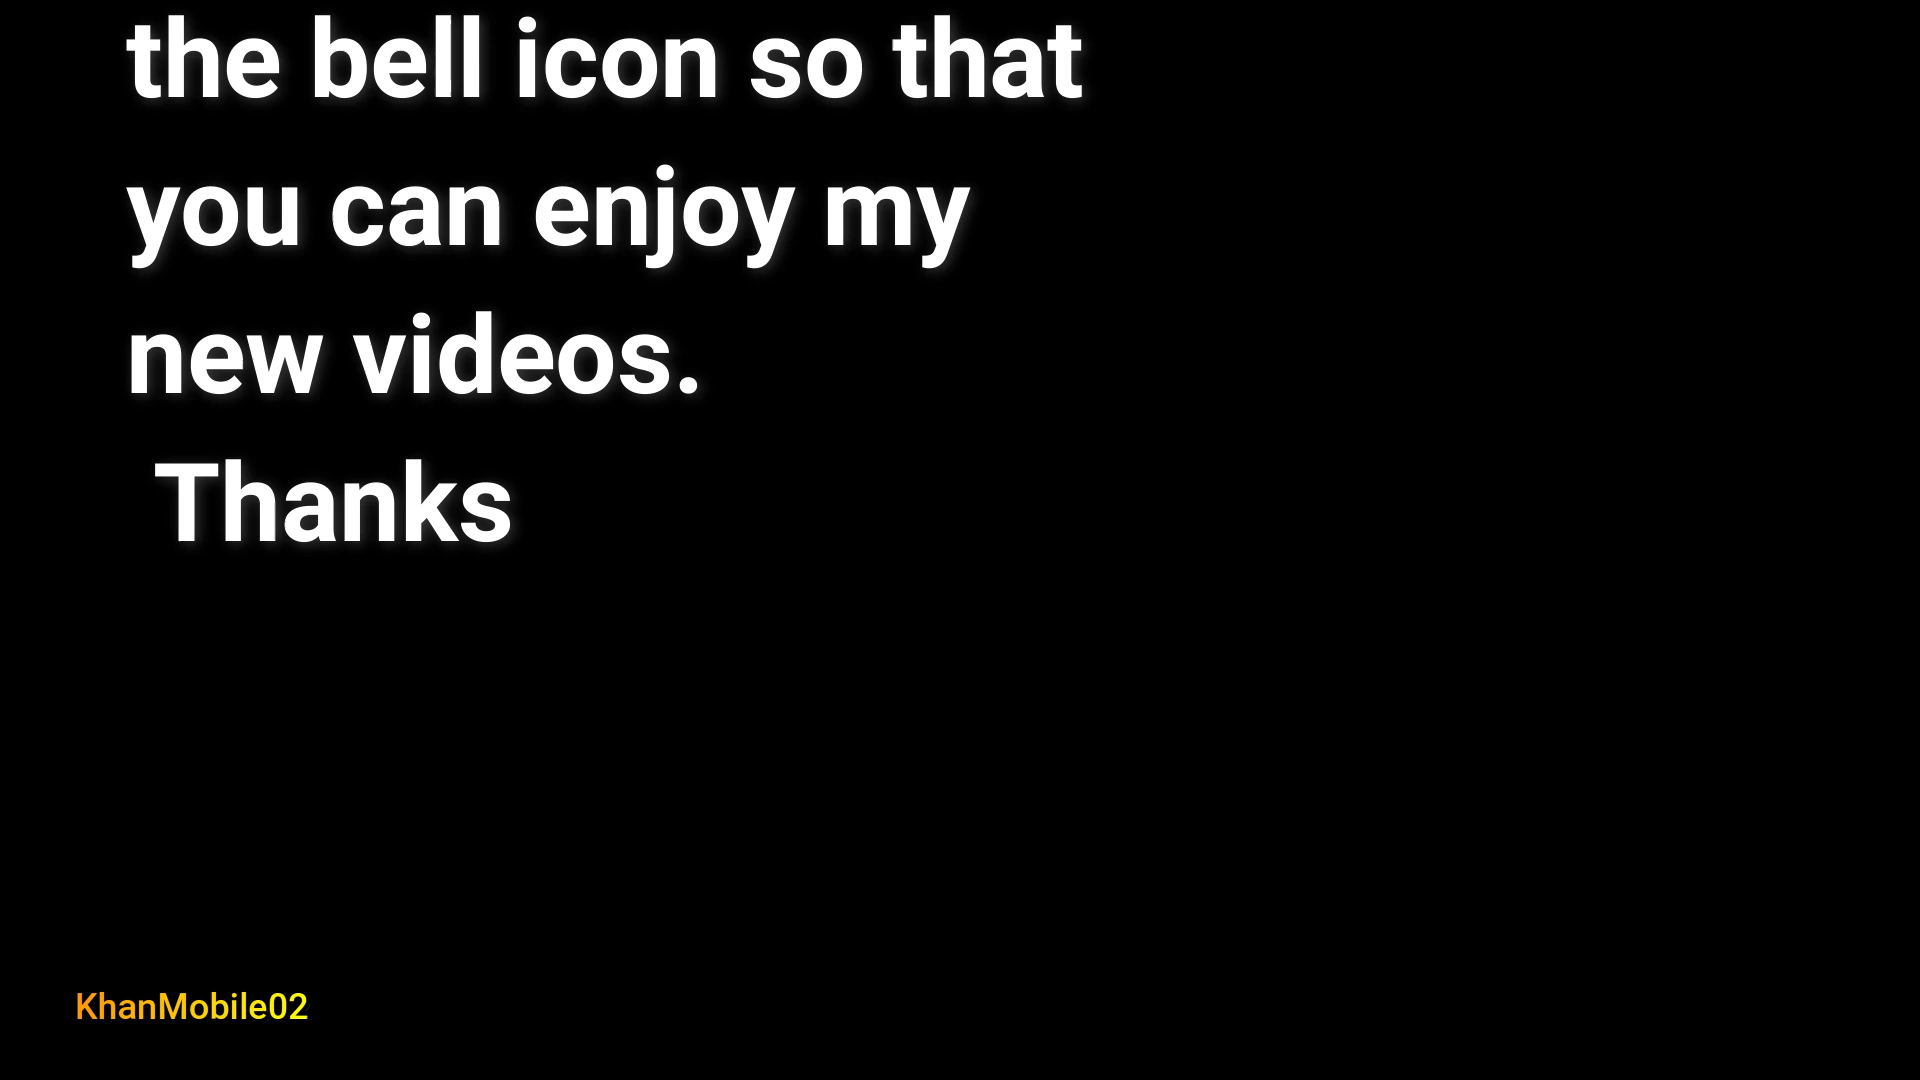 the bell icon so that
you can enjoy my
new videos.
Thanks
KhanMobile02